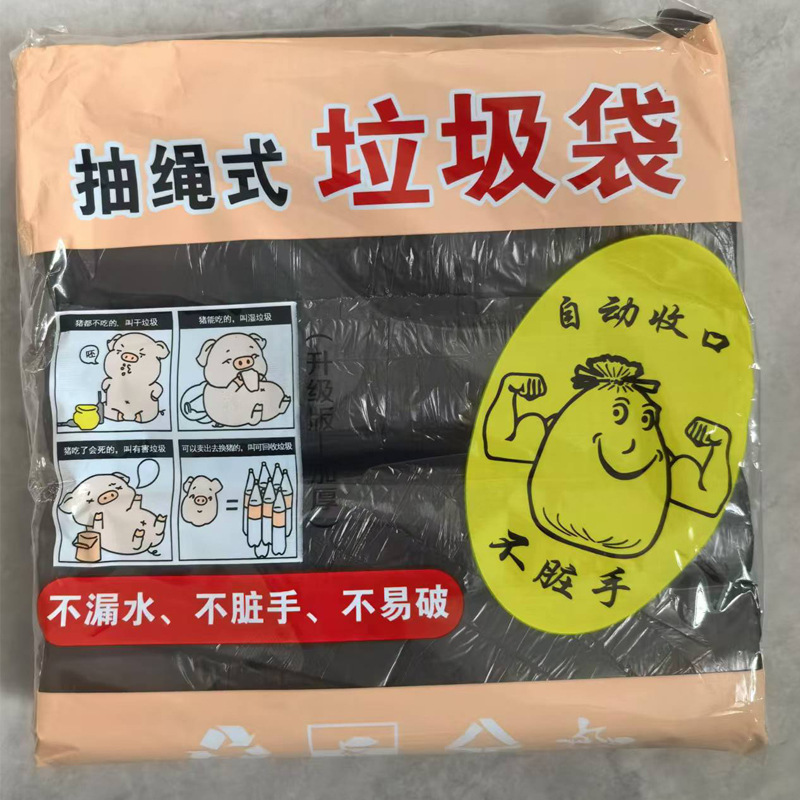 抽绳式 垃圾袋
自动收口
猪都不吃的，叫干垃圾
猪能吃的，叫湿垃圾
呸
猪吃了会死的，叫有害垃圾
可以卖出去换猪的，叫可回收垃圾
=
（升级版 加厚）
不脏手
不漏水、不脏手、不易破